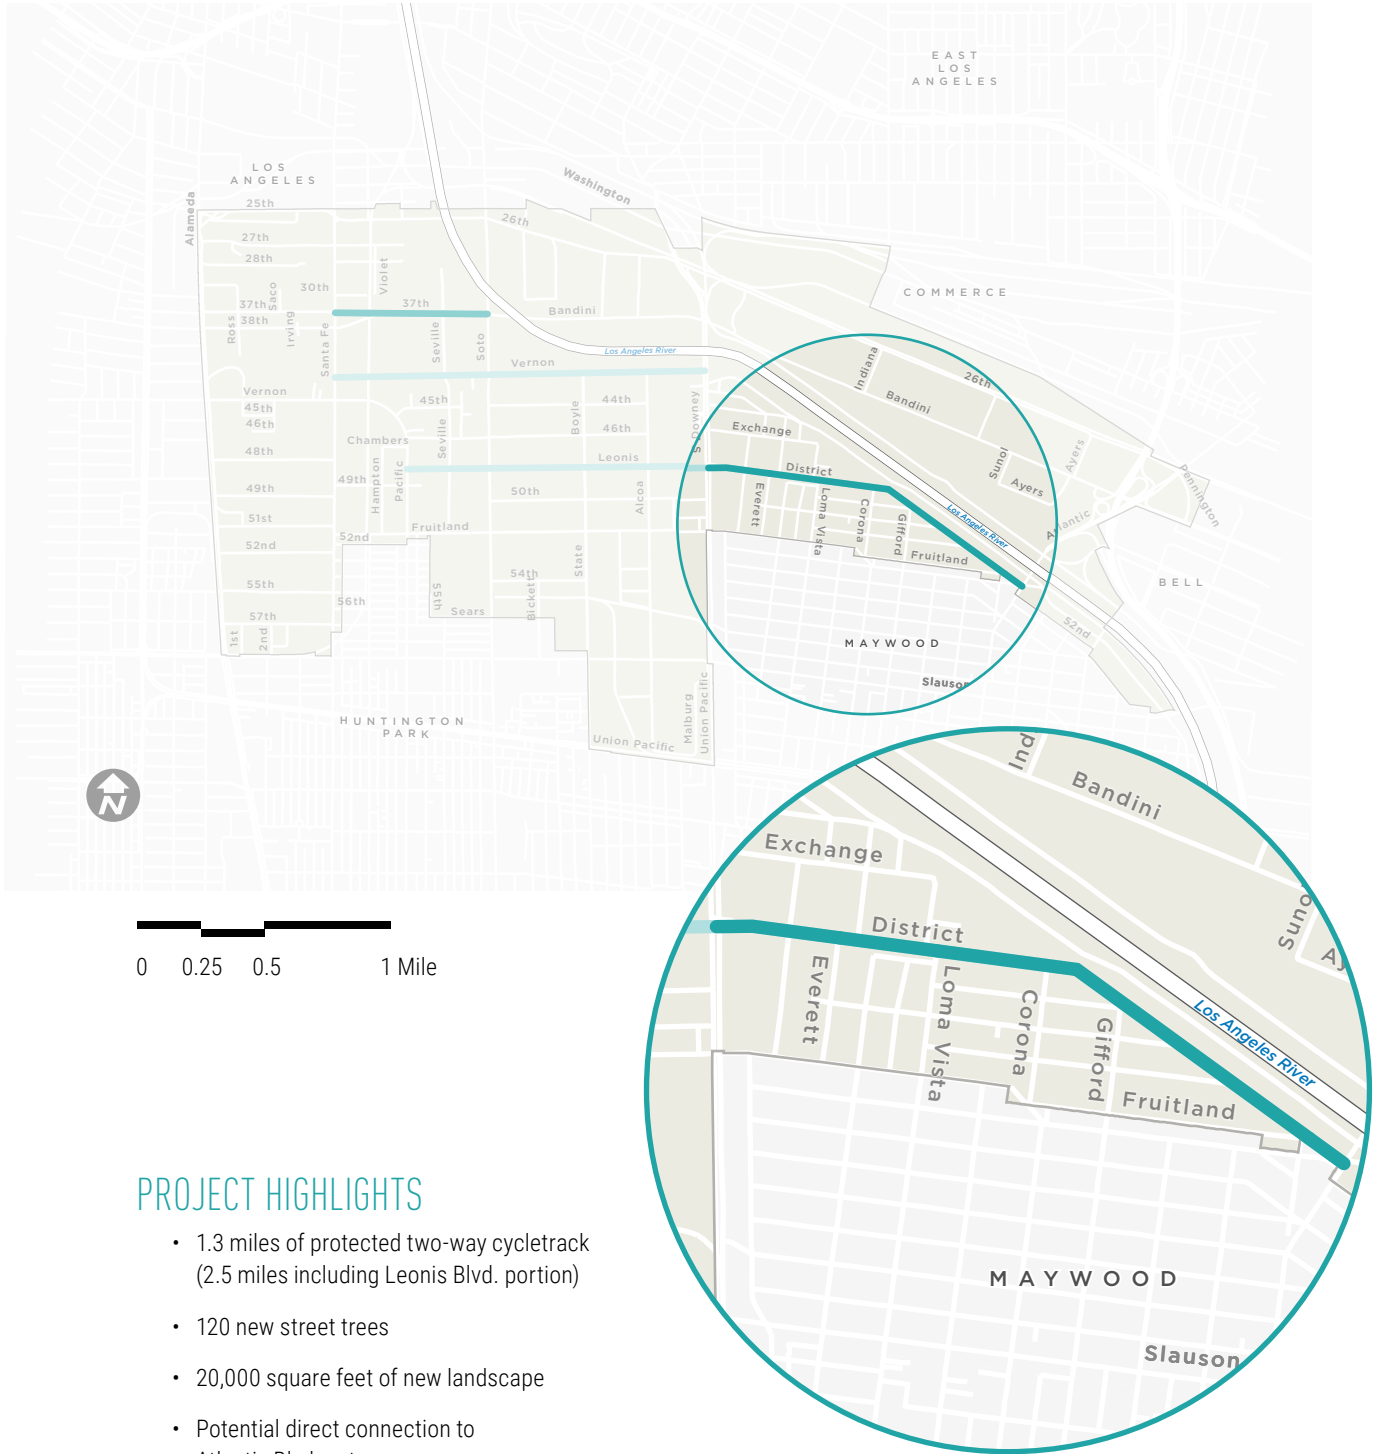 EAST
LOS
ANGELES
LOS
ANGELES
Washington
Alameda
25th
26th
27th
28th
Violet
30th
Saco
37th
37th
38th
Ross
Irving
Santa Fe
Seville
Soto
Bandini
COMMERCE
Los Angeles River
Vernon
Vernon
Indiana
26th
Bandini
45th
45th
44th
46th
46th
Boyle
S Downey
Exchange
Chambers
Seville
48th
Leonis
District
Sunol
Ayers
Ayers
Pennington
49th
49th
Hampton
Pacific
50th
Alcoa
Everett
Loma Vista
Corona
Gifford
Los Angeles River
Atlantic
51st
Fruitland
52nd
52nd
Fruitland
54th
State
BELL
55th
55th
Bickett
56th
Sears
57th
1st
2nd
52nd
MAYWOOD
Slauson
HUNTINGTON
PARK
Malburg
Union Pacific
Union Pacific
N
Ind
Bandini
Exchange
District
Sunol
Ay
Everett
Loma Vista
Corona
Gifford
Los Angeles River
Fruitland
MAYWOOD
Slauson
0 0.25 0.5 1 Mile
PROJECT HIGHLIGHTS
• 1.3 miles of protected two-way cycletrack
(2.5 miles including Leonis Blvd. portion)
• 120 new street trees
• 20,000 square feet of new landscape
• Potential direct connection to